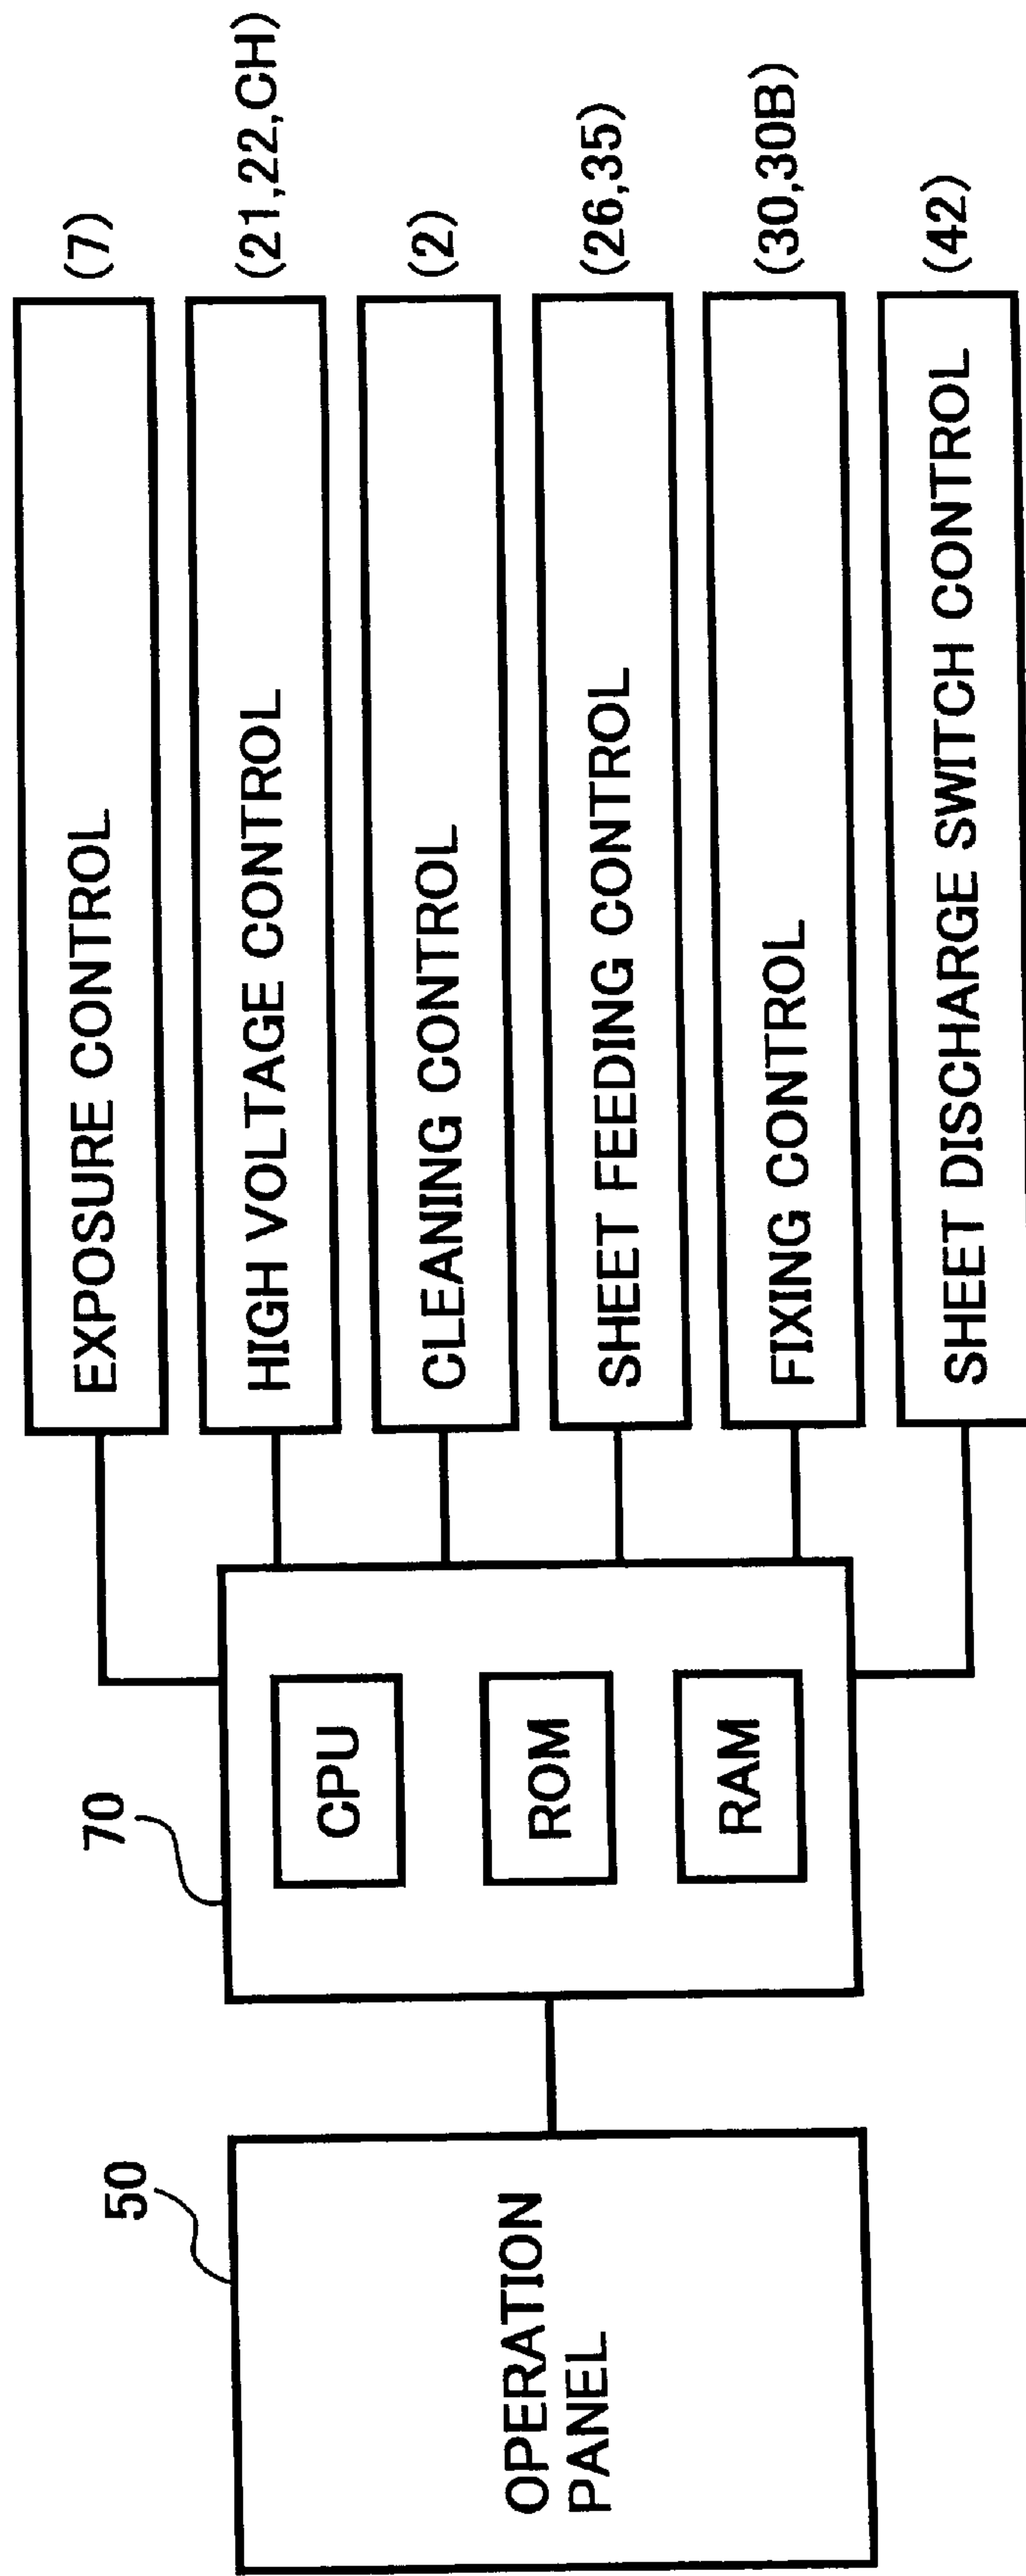 50
OPERATION
PANEL
70
CPU
ROM
RAM
EXPOSURE CONTROL (7)
HIGH VOLTAGE CONTROL (21,22,CH)
CLEANING CONTROL (2)
SHEET FEEDING CONTROL (26,35)
FIXING CONTROL (30,30B)
SHEET DISCHARGE SWITCH CONTROL (42)